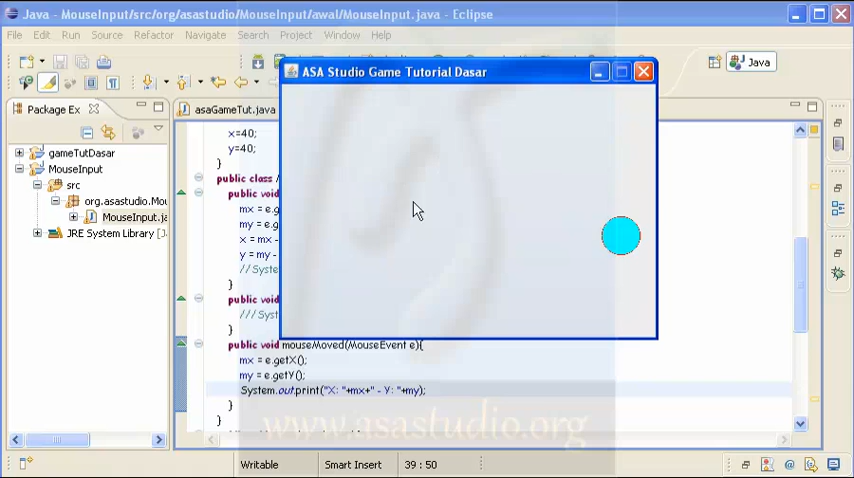 Java - MouseInput/src/org/asastudio/MouseInput/awal/MouseInput.java - Eclipse
File Edit Run Source Refactor Navigate Search Project Window Help
Java
ASA Studio Game Tutorial Dasar
Package Ex
asaGameTut.java
gameTutDasar
MouseInput
src
org.asastudio.Mo
MouseInput.ja
JRE System Library
x=40;
y=40;
}
public class
public void
mx = e.g
my = e.g
x = mx -
y = my -
//Syste
}
public void
/// Sys
}
public void mouseMoved(MouseEvent e){
mx = e.getX();
my = e.getY();
System.out.print("X: "+mx+" - Y: "+my);
}
}
www.asastudio.org
Writable Smart Insert 39 : 50